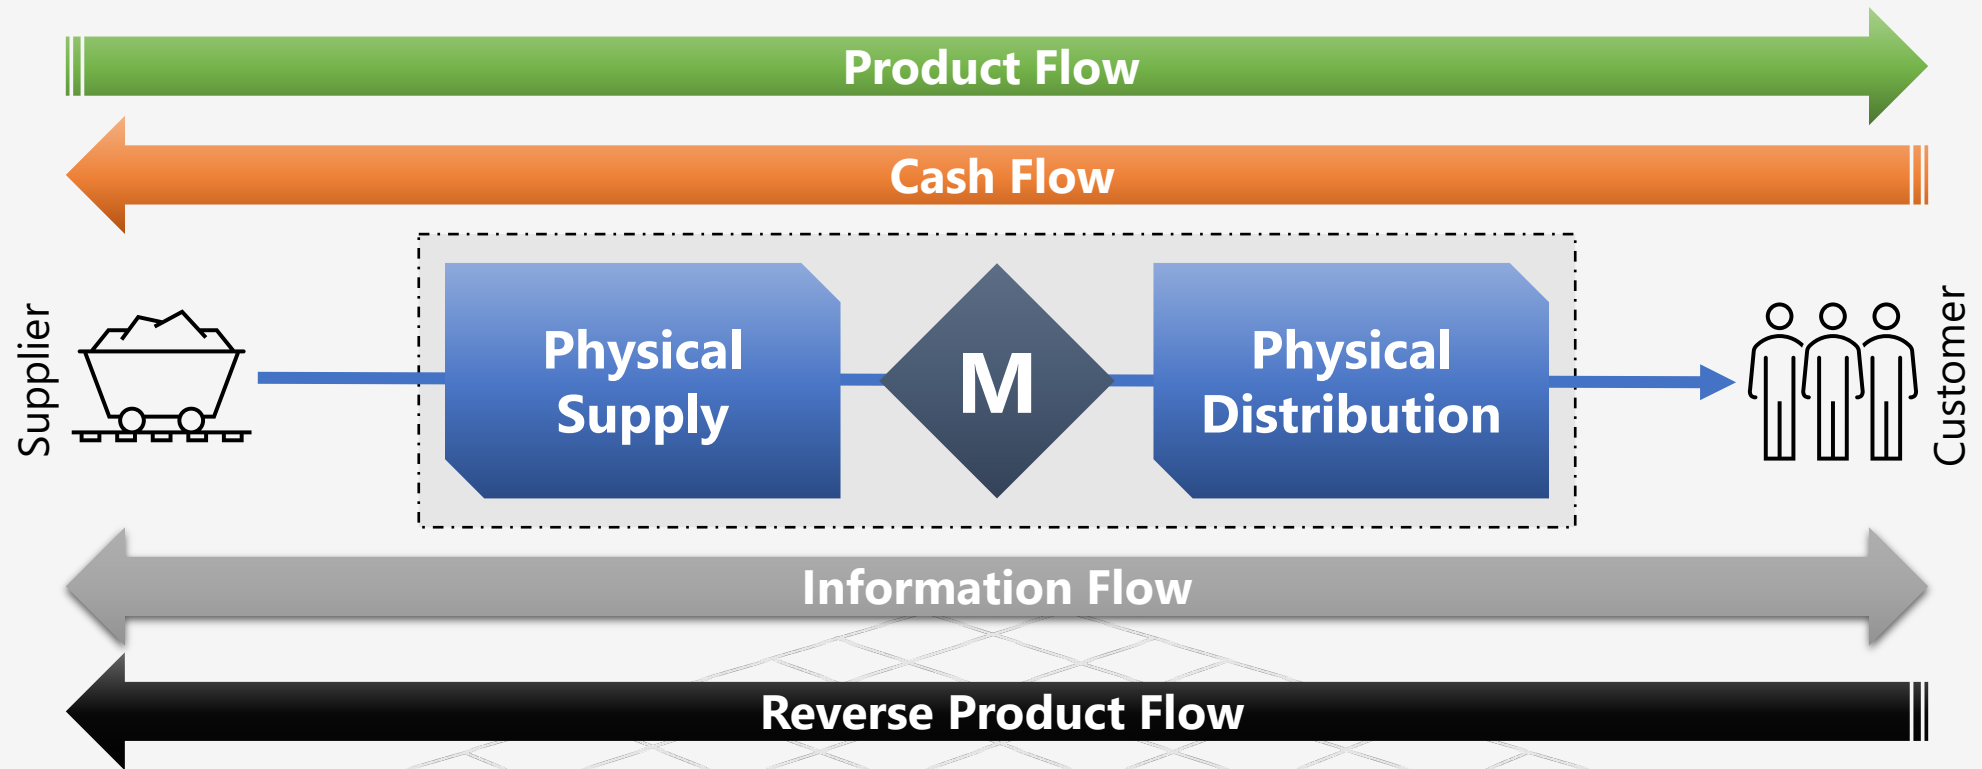 Product Flow
Cash Flow
Supplier
Physical
Supply
M
Physical
Distribution
Customer
Information Flow
Reverse Product Flow